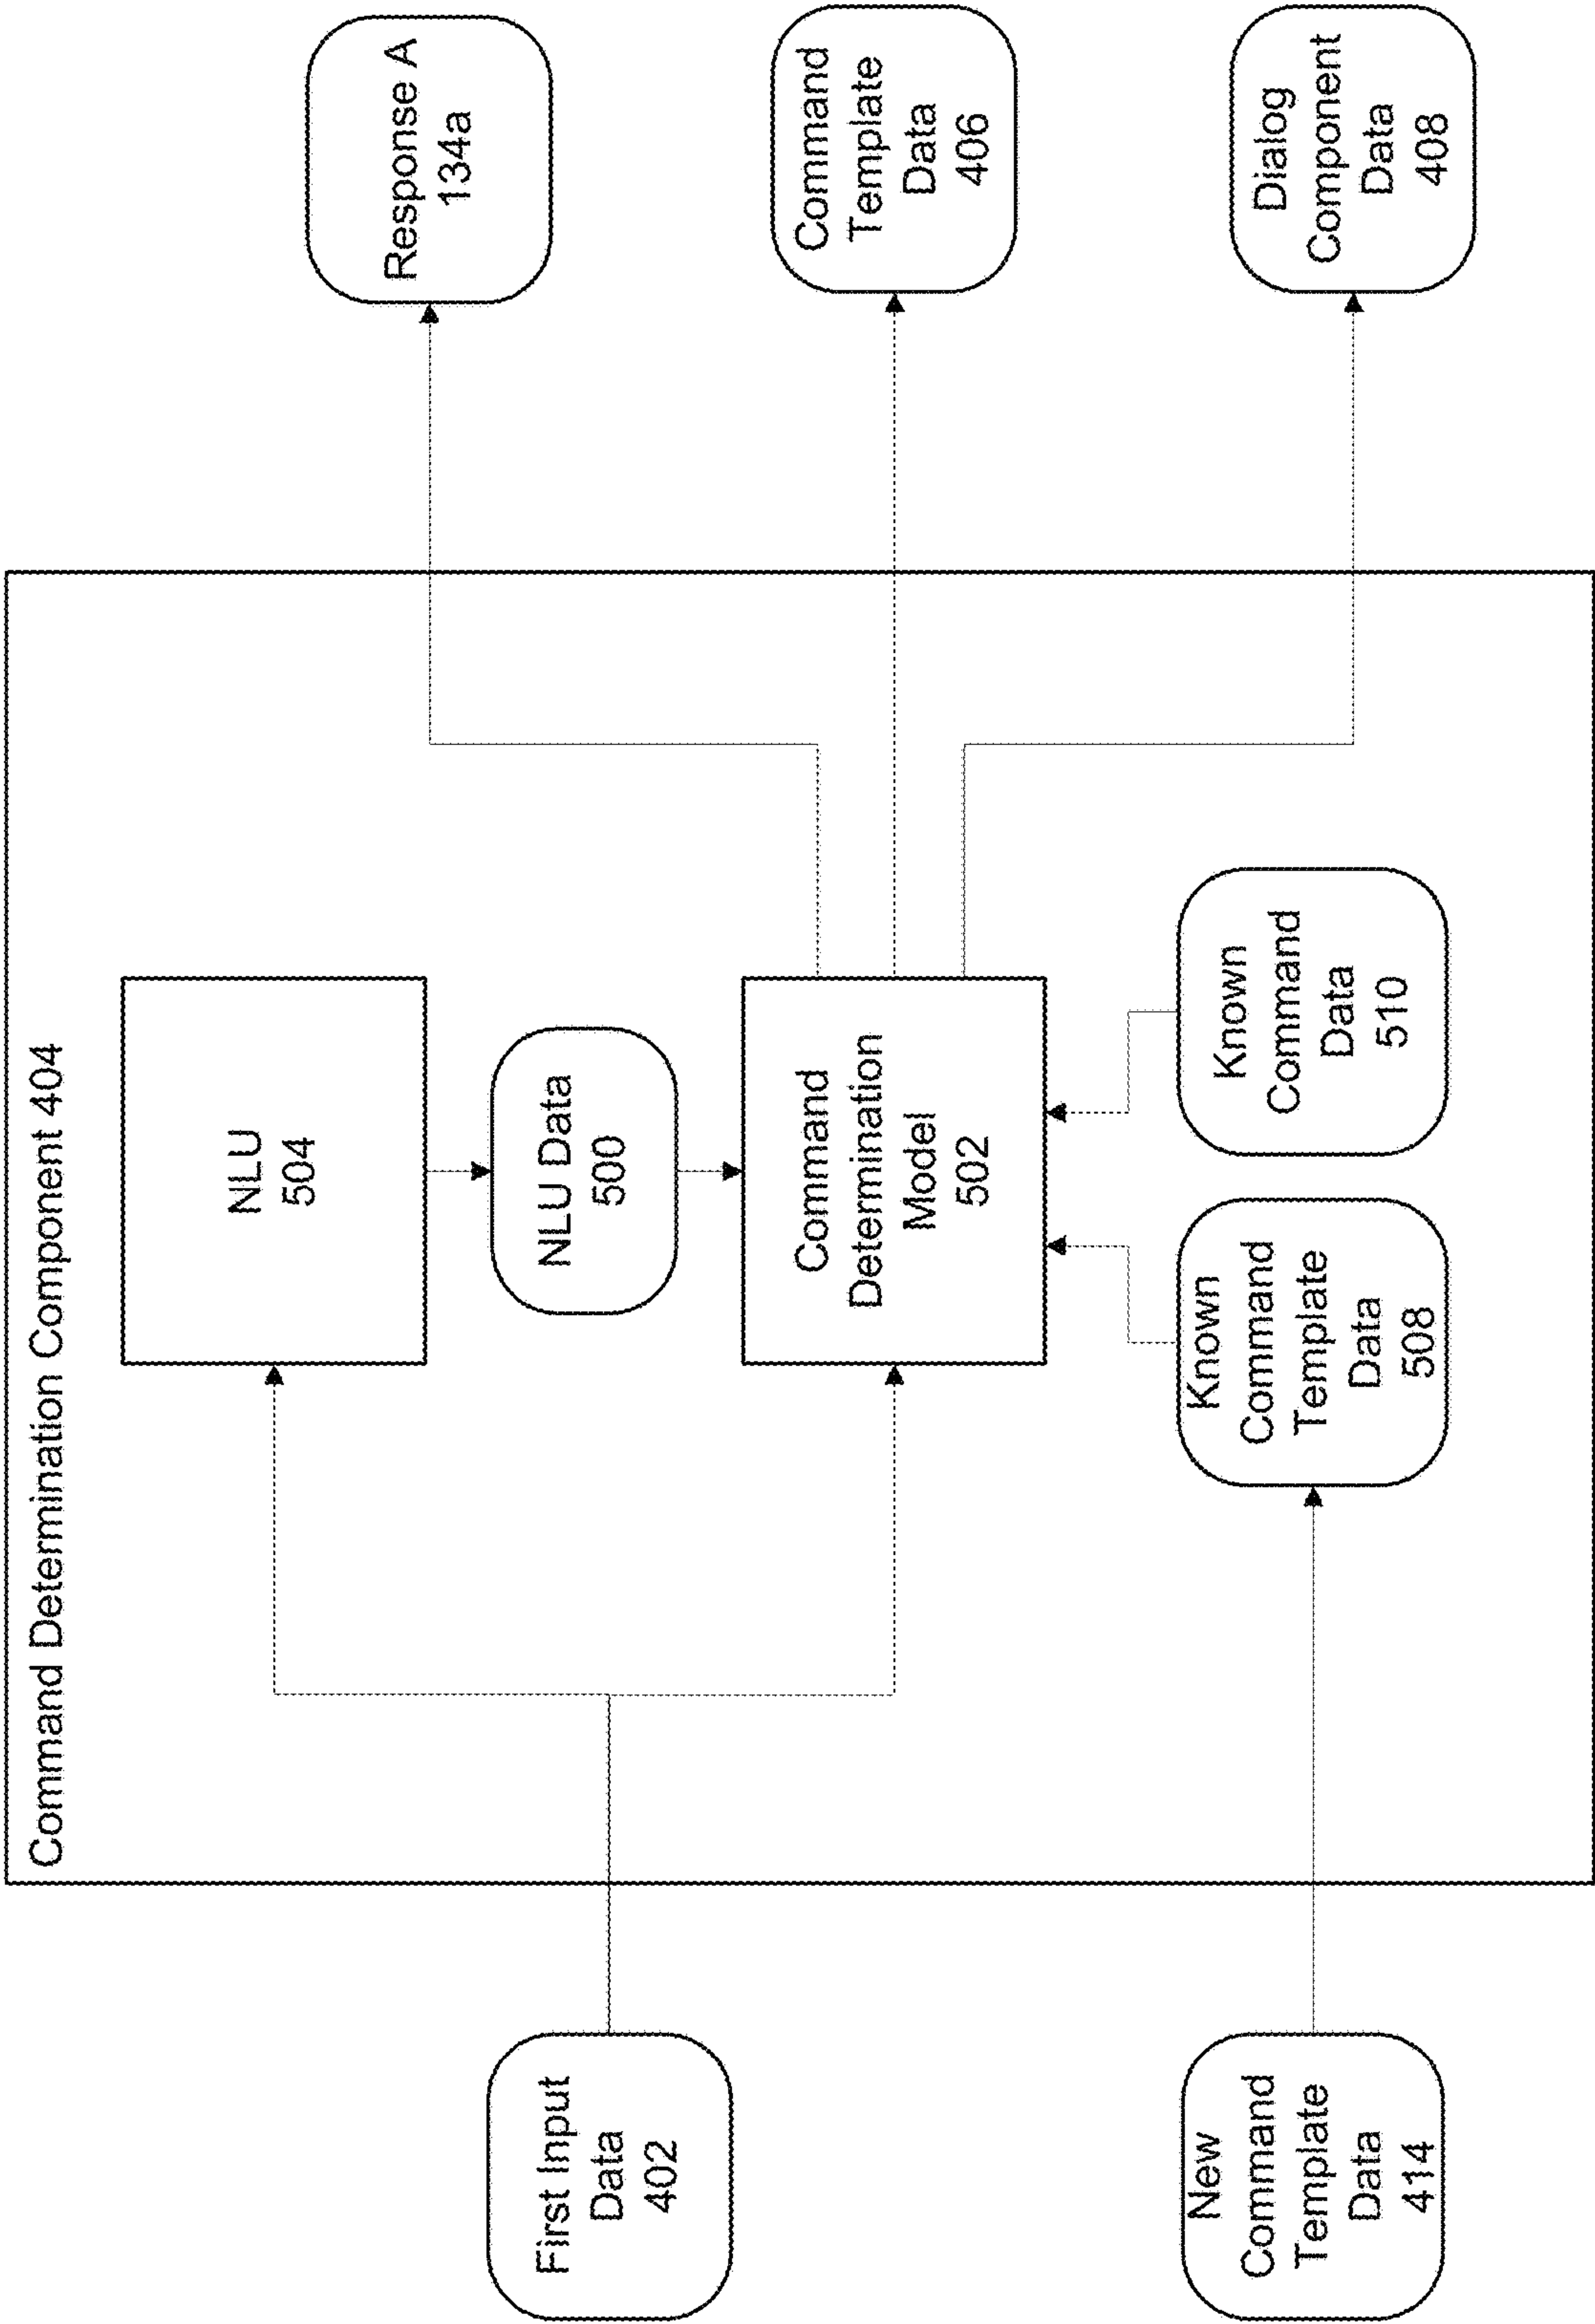 Command Determination Component 404
First Input
Data
402
New
Command
Template
Data
414
NLU
504
NLU Data
500
Command
Determination
Model
502
Known
Command
Template
Data
508
Known
Command
Data
510
Response A
134a
Command
Template
Data
406
Dialog
Component
Data
408